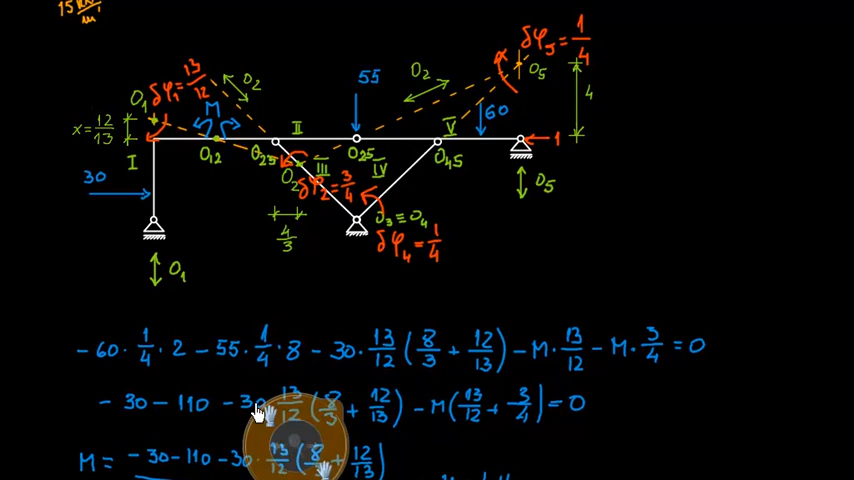 15 kN/m'
δφ₅ = 1/4
δφ₁ = 13/12
O₂
55
O₂
O₅
4
O₁
M
60
x = 12/13
II
V
1
I
O₁₂
O₂₃
O₂₅
O₄₅
III
IV
30
O₂
δφ₂ = 3/4
O₅
4/3
O₃ ≡ O₄
δφ₄ = 1/4
O₁
-60 · 1/4 · 2 - 55 · 1/4 · 8 - 30 · 13/12 (8/3 + 12/13) - M · 13/12 - M · 3/4 = 0
- 30 - 110 - 30 · 13/12 (8/3 + 12/13) - M (13/12 + 3/4) = 0
M = - 30 - 110 - 30 · 13/12 (8/3 + 12/13)